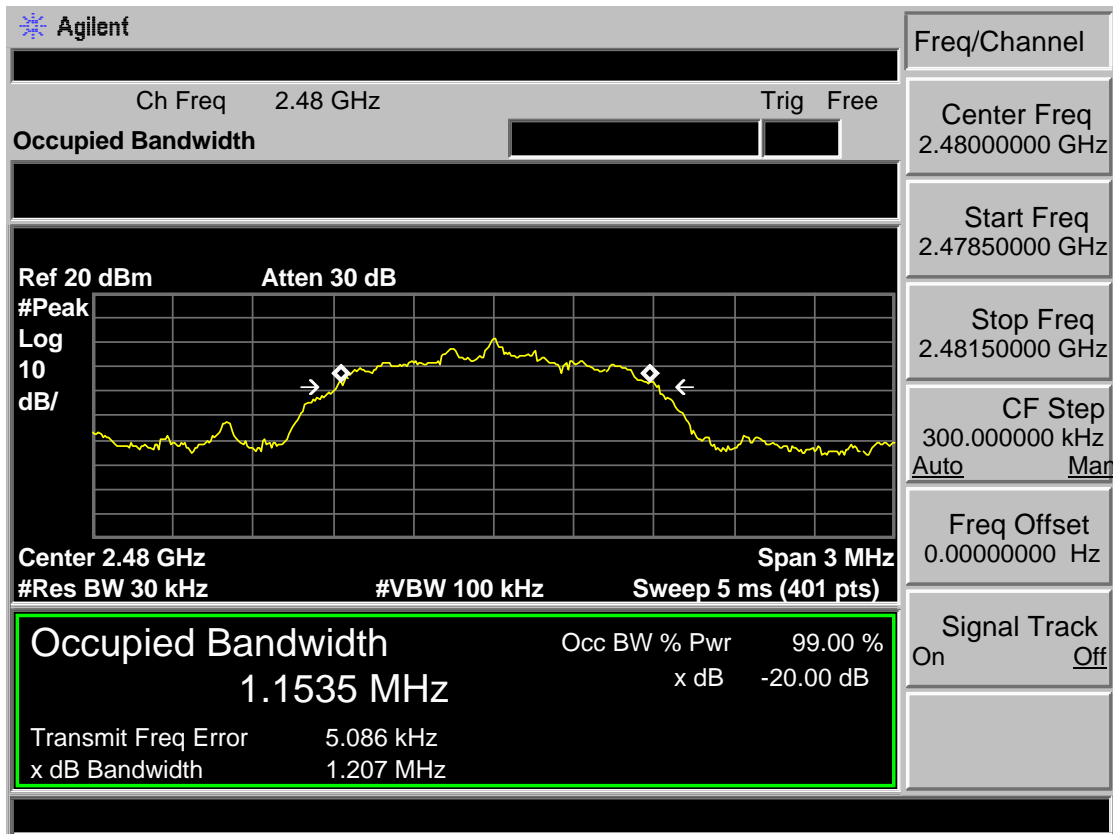 Agilent
Freq/Channel
Ch Freq 2.48 GHz Trig Free
Occupied Bandwidth
Center Freq
2.48000000 GHz
Start Freq
2.47850000 GHz
Stop Freq
2.48150000 GHz
CF Step
300.000000 kHz
Auto Man
Freq Offset
0.00000000 Hz
Signal Track
On Off
Ref 20 dBm Atten 30 dB
#Peak
Log
10
dB/
Center 2.48 GHz Span 3 MHz
#Res BW 30 kHz #VBW 100 kHz Sweep 5 ms (401 pts)
Occupied Bandwidth Occ BW % Pwr 99.00 %
1.1535 MHz x dB -20.00 dB
Transmit Freq Error 5.086 kHz
x dB Bandwidth 1.207 MHz